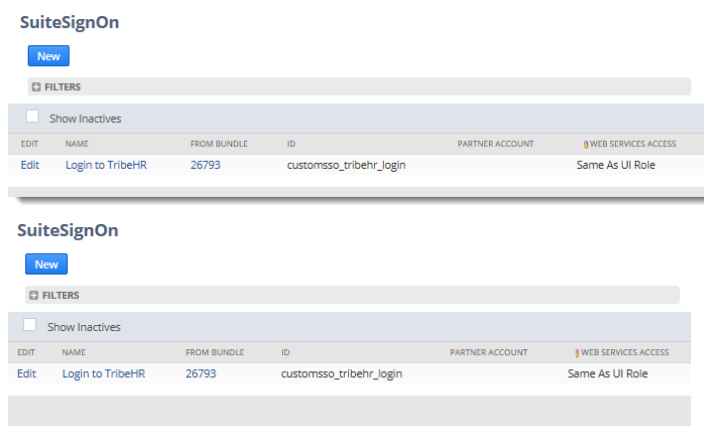 SuiteSignOn
New
FILTERS
Show Inactives
EDIT NAME FROM BUNDLE ID PARTNER ACCOUNT WEB SERVICES ACCESS
Edit Login to TribeHR 26793 customsso_tribehr_login Same As UI Role
SuiteSignOn
New
FILTERS
Show Inactives
EDIT NAME FROM BUNDLE ID PARTNER ACCOUNT WEB SERVICES ACCESS
Edit Login to TribeHR 26793 customsso_tribehr_login Same As UI Role